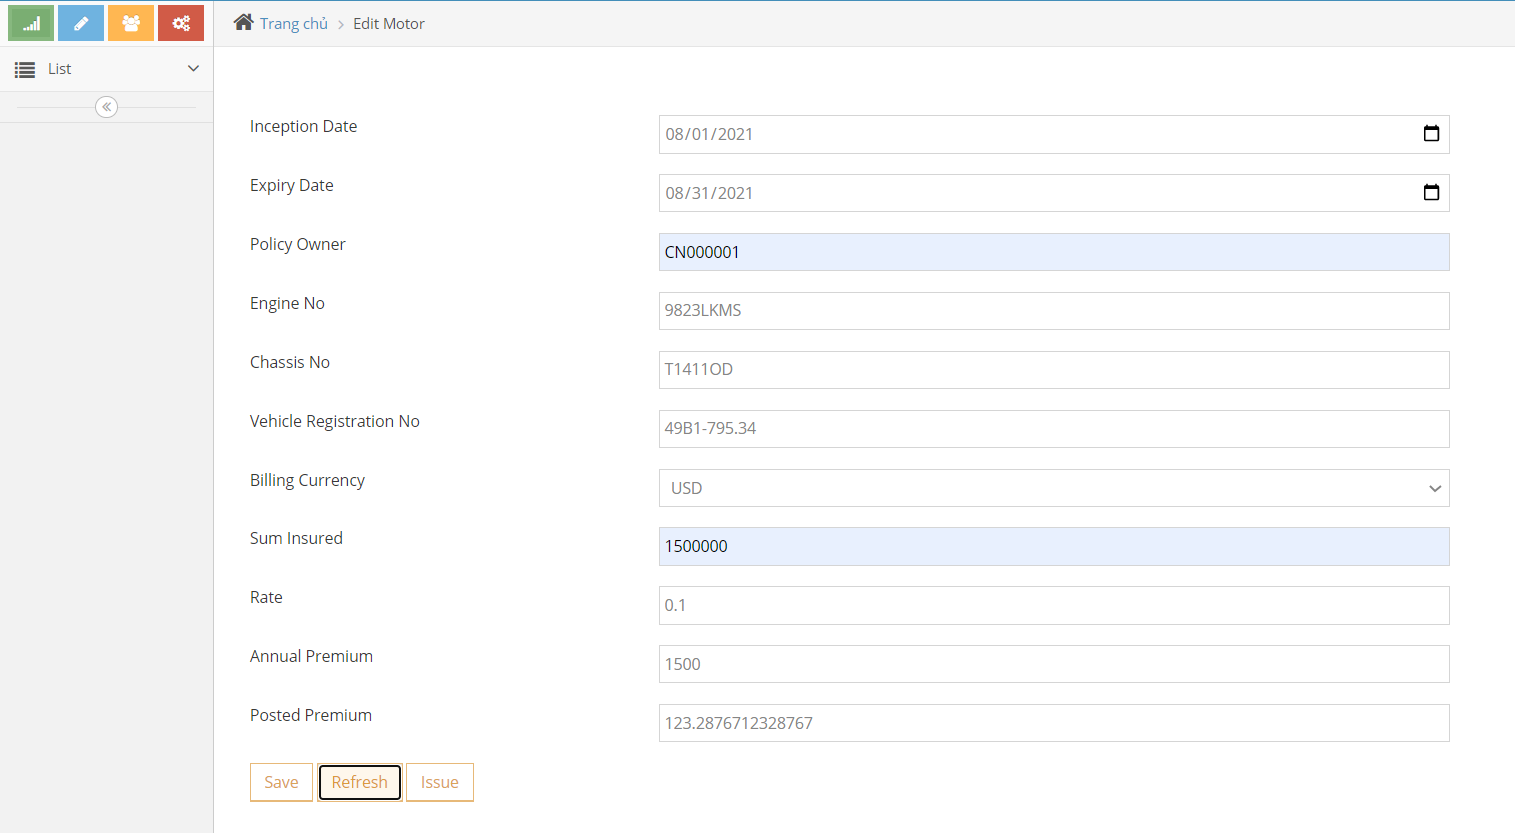 Trang chủ > Edit Motor
List
Inception Date
08/01/2021
Expiry Date
08/31/2021
Policy Owner
CN000001
Engine No
9823LKMS
Chassis No
T1411OD
Vehicle Registration No
49B1-795.34
Billing Currency
USD
Sum Insured
1500000
Rate
0.1
Annual Premium
1500
Posted Premium
123.2876712328767
Save Refresh Issue